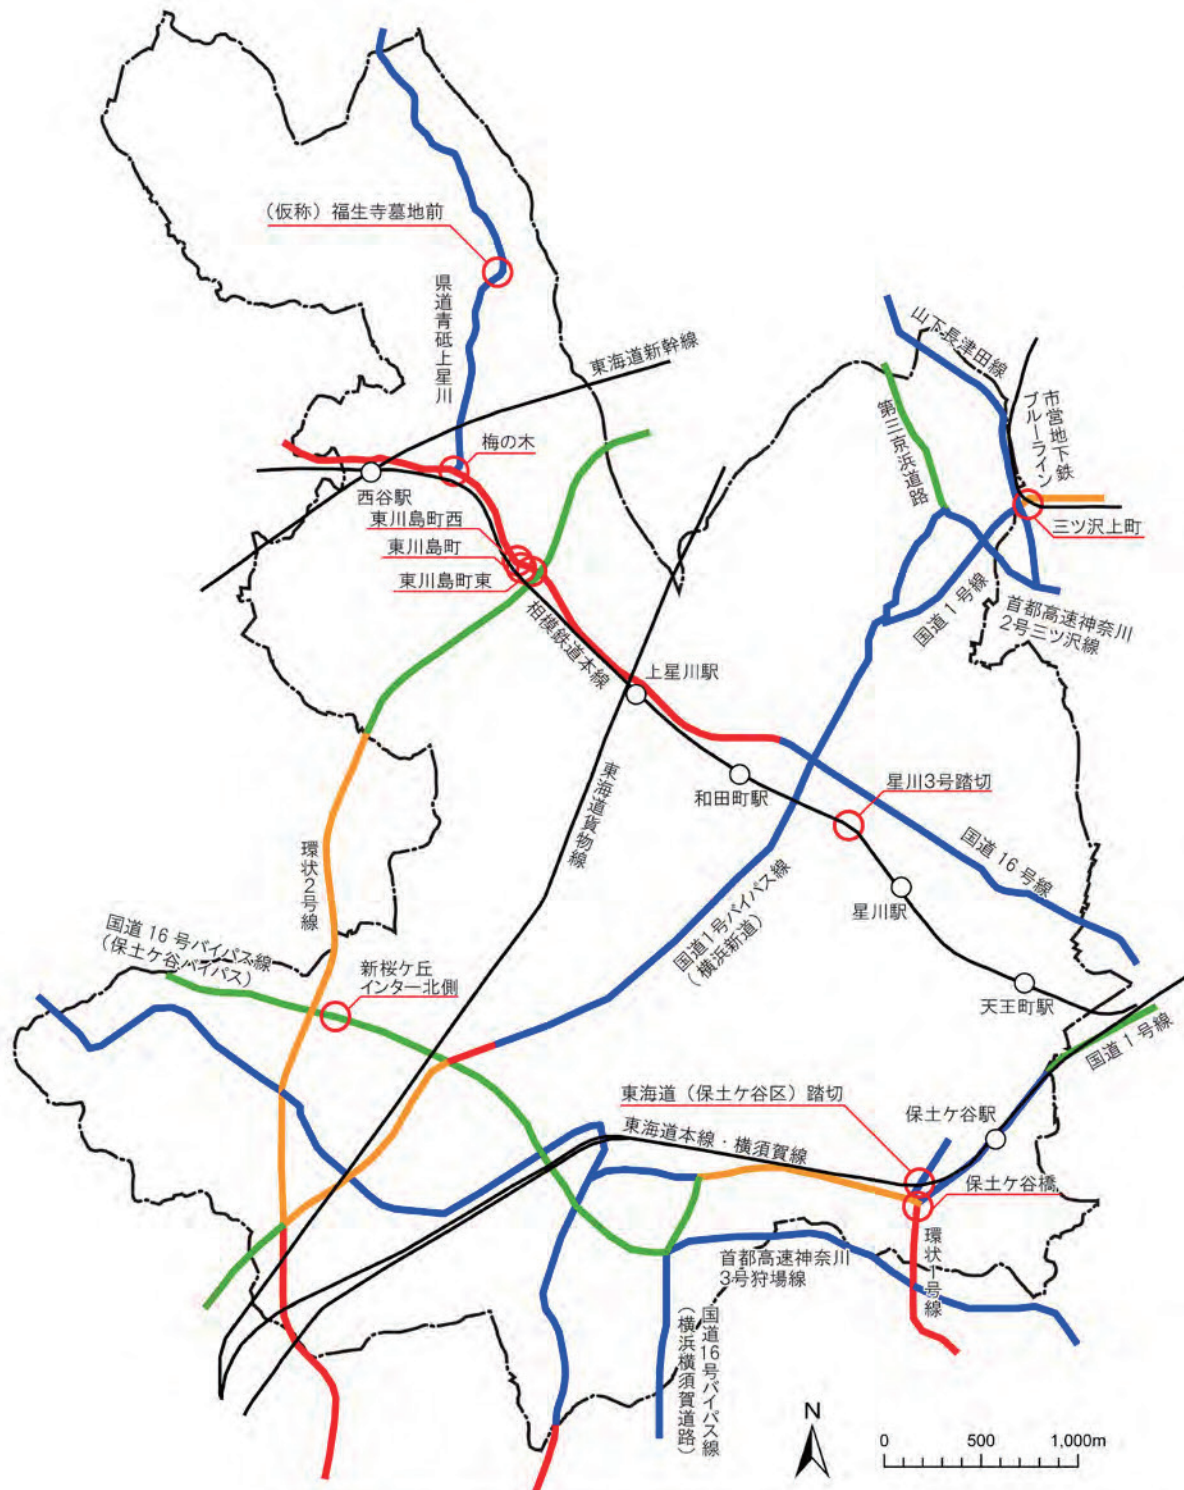 (仮称)福生寺墓地前
県道青砥上星川
東海道新幹線
山下長津田線
市営地下鉄
ブルーライン
第三京浜道路
梅の木
西谷駅
東川島町西
東川島町
東川島町東
三ツ沢上町
国道1号線
首都高速神奈川
2号三ツ沢線
相模鉄道本線
上星川駅
東海道貨物線
和田町駅
星川3号踏切
環状2号線
国道16号線
星川駅
国道1号バイパス線
(横浜新道)
国道16号バイパス線
(保土ケ谷バイパス)
新桜ケ丘
インター北側
天王町駅
国道1号線
東海道(保土ケ谷区)踏切
保土ケ谷駅
東海道本線・横須賀線
保土ケ谷橋
環状1号線
首都高速神奈川
3号狩場線
国道16号バイパス線
(横浜横須賀道路)
N
0 500 1,000m